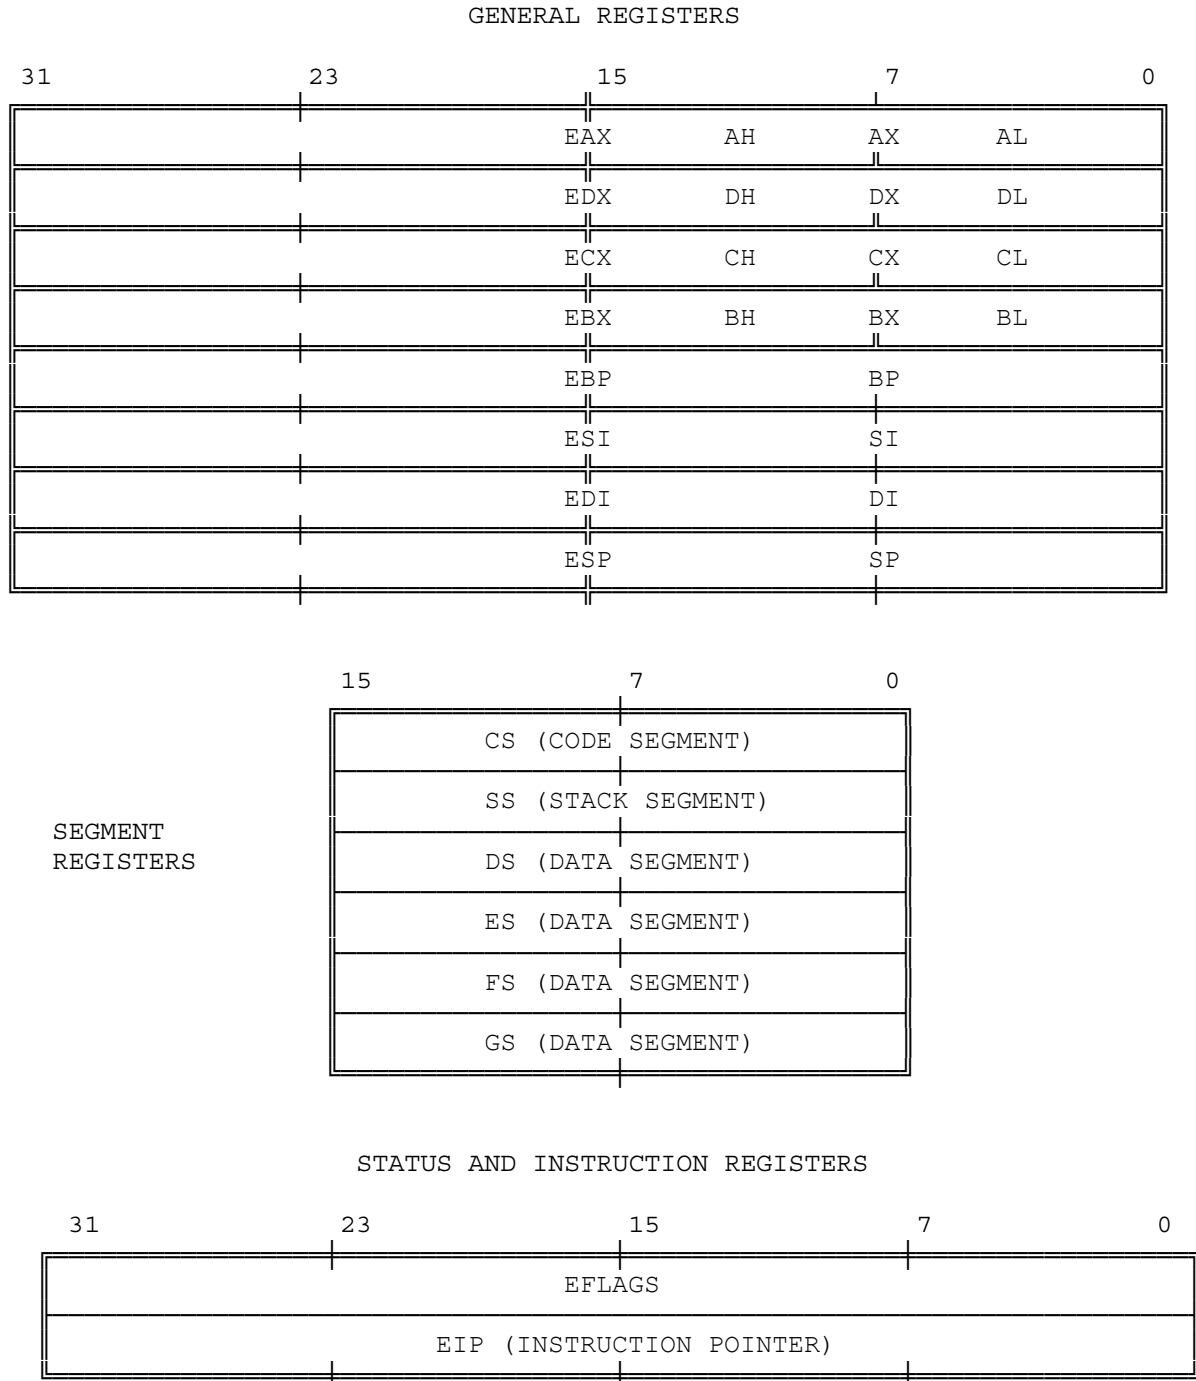 GENERAL REGISTERS
31 23 15 7 0
EAX AH AX AL
EDX DH DX DL
ECX CH CX CL
EBX BH BX BL
EBP BP
ESI SI
EDI DI
ESP SP
15 7 0
CS (CODE SEGMENT)
SS (STACK SEGMENT)
SEGMENT
REGISTERS
DS (DATA SEGMENT)
ES (DATA SEGMENT)
FS (DATA SEGMENT)
GS (DATA SEGMENT)
STATUS AND INSTRUCTION REGISTERS
31 23 15 7 0
EFLAGS
EIP (INSTRUCTION POINTER)